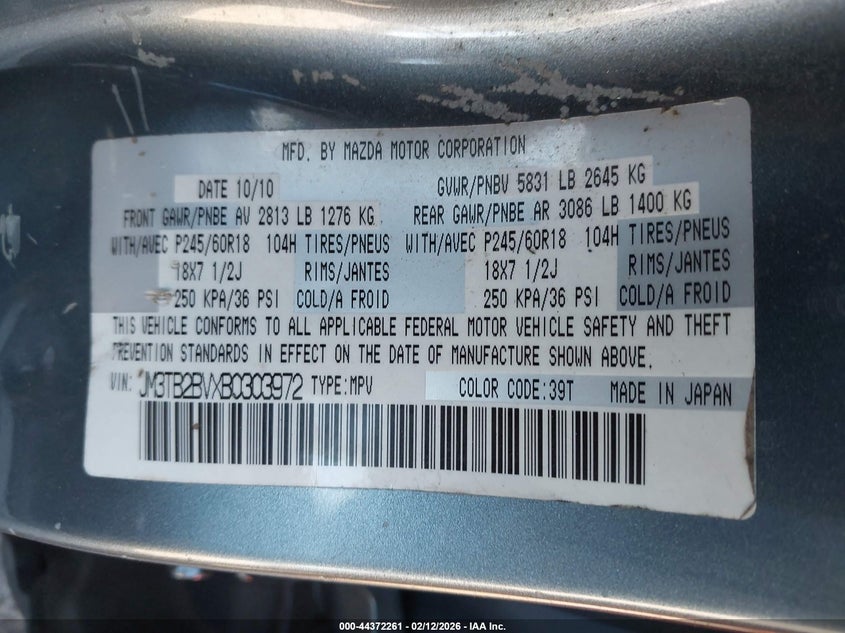 MFD. BY MAZDA MOTOR CORPORATION
DATE 10/10 GVWR/PNBV 5831 LB 2645 KG
FRONT GAWR/PNBE AV 2813 LB 1276 KG REAR GAWR/PNBE AR 3086 LB 1400 KG
WITH/AVEC P245/60R18 104H TIRES/PNEUS WITH/AVEC P245/60R18 104H TIRES/PNEUS
18X7 1/2J RIMS/JANTES 18X7 1/2J RIMS/JANTES
250 KPA/36 PSI COLD/A FROID 250 KPA/36 PSI COLD/A FROID
THIS VEHICLE CONFORMS TO ALL APPLICABLE FEDERAL MOTOR VEHICLE SAFETY AND THEFT
PREVENTION STANDARDS IN EFFECT ON THE DATE OF MANUFACTURE SHOWN ABOVE.
VIN: JM3TB2BVXB0303972 TYPE:MPV COLOR CODE:39T MADE IN JAPAN
000-44372261 - 02/12/2026 - IAA Inc.